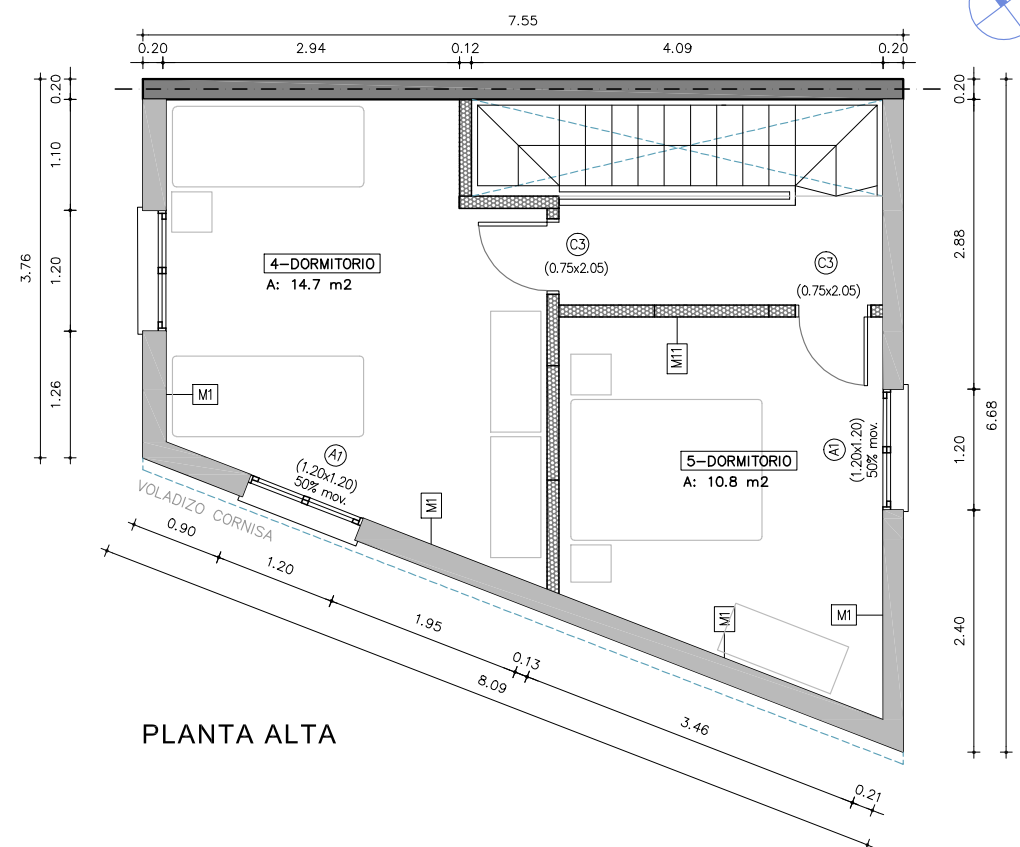 7.55
0.20
2.94
0.12
4.09
0.20
0.20
1.10
3.76
1.20
1.26
0.20
2.88
6.68
1.20
2.40
C3
(0.75x2.05)
C3
(0.75x2.05)
4-DORMITORIO
A: 14.7 m2
M1
M11
A1
(1.20x1.20)
50% mov.
A1
(1.20x1.20)
50% mov.
5-DORMITORIO
A: 10.8 m2
M1
M1
M1
VOLADIZO CORNISA
0.90
1.20
1.95
0.13
8.09
3.46
0.21
PLANTA ALTA